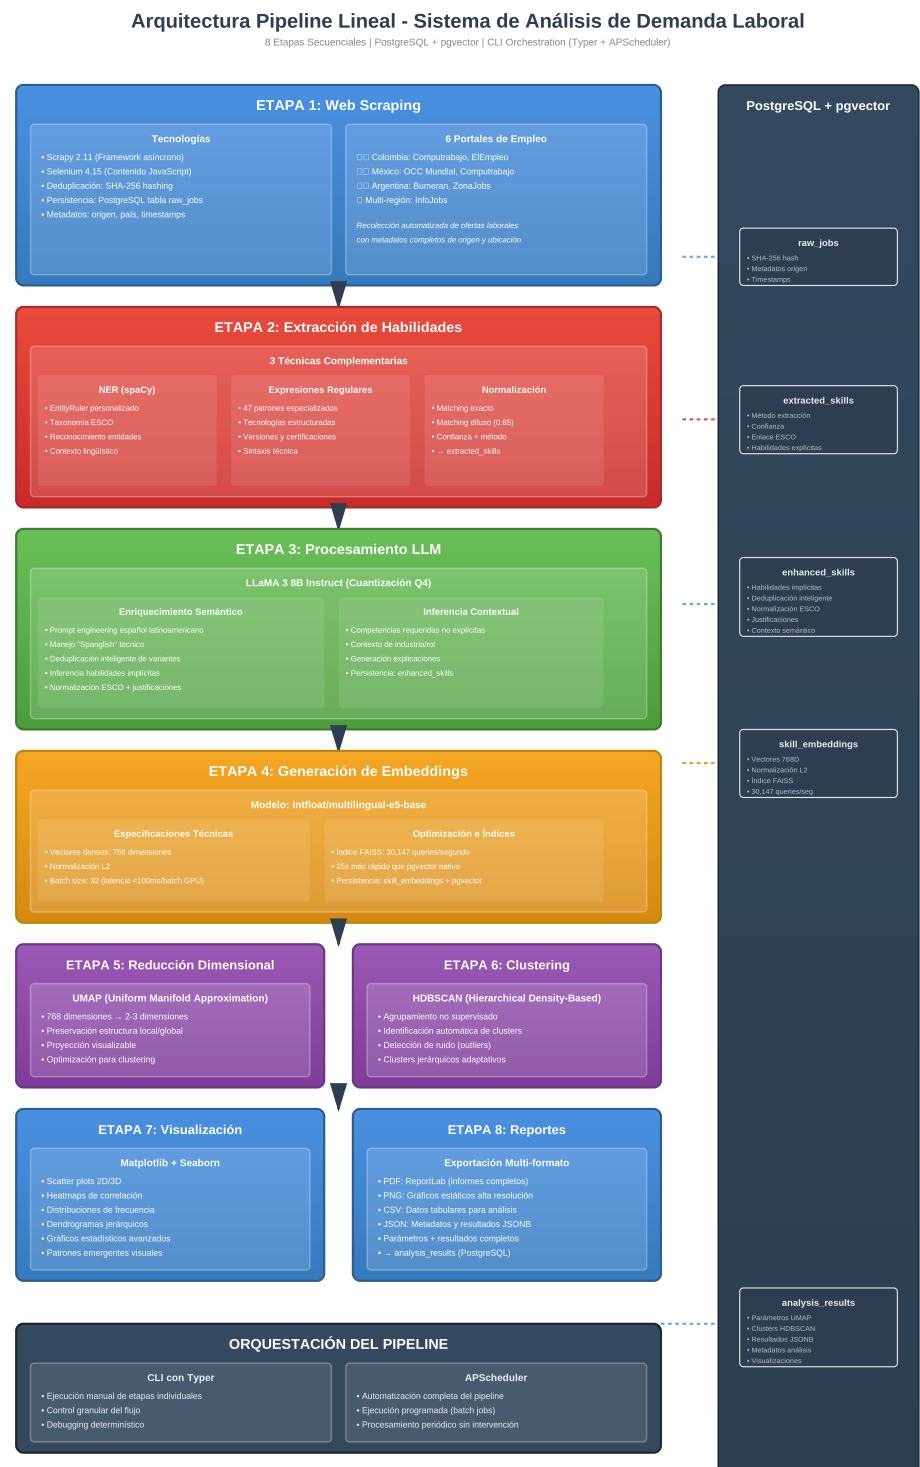 Arquitectura Pipeline Lineal - Sistema de Análisis de Demanda Laboral
8 Etapas Secuenciales | PostgreSQL + pgvector | CLI Orchestration (Typer + APScheduler)
ETAPA 1: Web Scraping
Tecnologías
• Scrapy 2.11 (Framework asíncrono)
• Selenium 4.15 (Contenido JavaScript)
• Deduplicación: SHA-256 hashing
• Persistencia: PostgreSQL tabla raw_jobs
• Metadatos: origen, país, timestamps
6 Portales de Empleo
□□ Colombia: Computrabajo, ElEmpleo
□□ México: OCC Mundial, Computrabajo
□□ Argentina: Bumeran, ZonaJobs
□ Multi-región: InfoJobs
Recolección automatizada de ofertas laborales
con metadatos completos de origen y ubicación
ETAPA 2: Extracción de Habilidades
3 Técnicas Complementarias
NER (spaCy)
• EntityRuler personalizado
• Taxonomía ESCO
• Reconocimiento entidades
• Contexto lingüístico
Expresiones Regulares
• 47 patrones especializados
• Tecnologías estructuradas
• Versiones y certificaciones
• Sintaxis técnica
Normalización
• Matching exacto
• Matching difuso (0.85)
• Confianza + método
• → extracted_skills
ETAPA 3: Procesamiento LLM
LLaMA 3 8B Instruct (Cuantización Q4)
Enriquecimiento Semántico
• Prompt engineering español latinoamericano
• Manejo "Spanglish" técnico
• Deduplicación inteligente de variantes
• Inferencia habilidades implícitas
• Normalización ESCO + justificaciones
Inferencia Contextual
• Competencias requeridas no explícitas
• Contexto de industria/rol
• Generación explicaciones
• Persistencia: enhanced_skills
ETAPA 4: Generación de Embeddings
Modelo: intfloat/multilingual-e5-base
Especificaciones Técnicas
• Vectores densos: 768 dimensiones
• Normalización L2
• Batch size: 32 (latencia <100ms/batch GPU)
Optimización e Índices
• Índice FAISS: 30,147 queries/segundo
• 25x más rápido que pgvector nativo
• Persistencia: skill_embeddings + pgvector
ETAPA 5: Reducción Dimensional
UMAP (Uniform Manifold Approximation)
• 768 dimensiones → 2-3 dimensiones
• Preservación estructura local/global
• Proyección visualizable
• Optimización para clustering
ETAPA 6: Clustering
HDBSCAN (Hierarchical Density-Based)
• Agrupamiento no supervisado
• Identificación automática de clusters
• Detección de ruido (outliers)
• Clusters jerárquicos adaptativos
ETAPA 7: Visualización
Matplotlib + Seaborn
• Scatter plots 2D/3D
• Heatmaps de correlación
• Distribuciones de frecuencia
• Dendrogramas jerárquicos
• Gráficos estadísticos avanzados
• Patrones emergentes visuales
ETAPA 8: Reportes
Exportación Multi-formato
• PDF: ReportLab (informes completos)
• PNG: Gráficos estáticos alta resolución
• CSV: Datos tabulares para análisis
• JSON: Metadatos y resultados JSONB
• Parámetros + resultados completos
• → analysis_results (PostgreSQL)
ORQUESTACIÓN DEL PIPELINE
CLI con Typer
• Ejecución manual de etapas individuales
• Control granular del flujo
• Debugging determinístico
APScheduler
• Automatización completa del pipeline
• Ejecución programada (batch jobs)
• Procesamiento periódico sin intervención
PostgreSQL + pgvector
raw_jobs
• SHA-256 hash
• Metadatos origen
• Timestamps
extracted_skills
• Método extracción
• Confianza
• Enlace ESCO
• Habilidades explícitas
enhanced_skills
• Habilidades implícitas
• Deduplicación inteligente
• Normalización ESCO
• Justificaciones
• Contexto semántico
skill_embeddings
• Vectores 768D
• Normalización L2
• Índice FAISS
• 30,147 queries/seg
analysis_results
• Parámetros UMAP
• Clusters HDBSCAN
• Resultados JSONB
• Metadatos análisis
• Visualizaciones